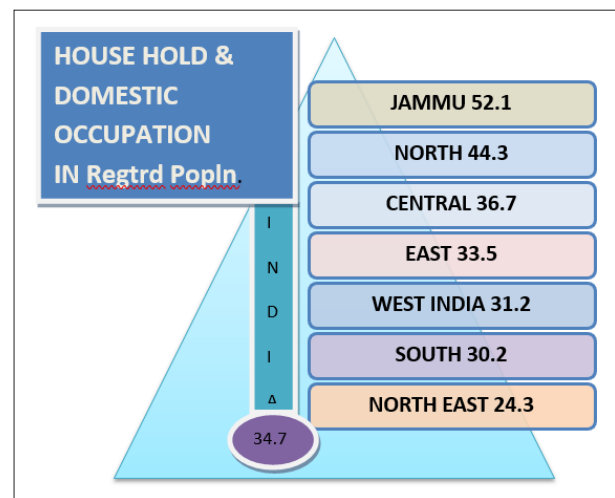 HOUSE HOLD &
DOMESTIC
OCCUPATION
IN Regtrd Popln.
JAMMU 52.1
NORTH 44.3
CENTRAL 36.7
EAST 33.5
WEST INDIA 31.2
SOUTH 30.2
NORTH EAST 24.3
I
N
D
I
A
34.7